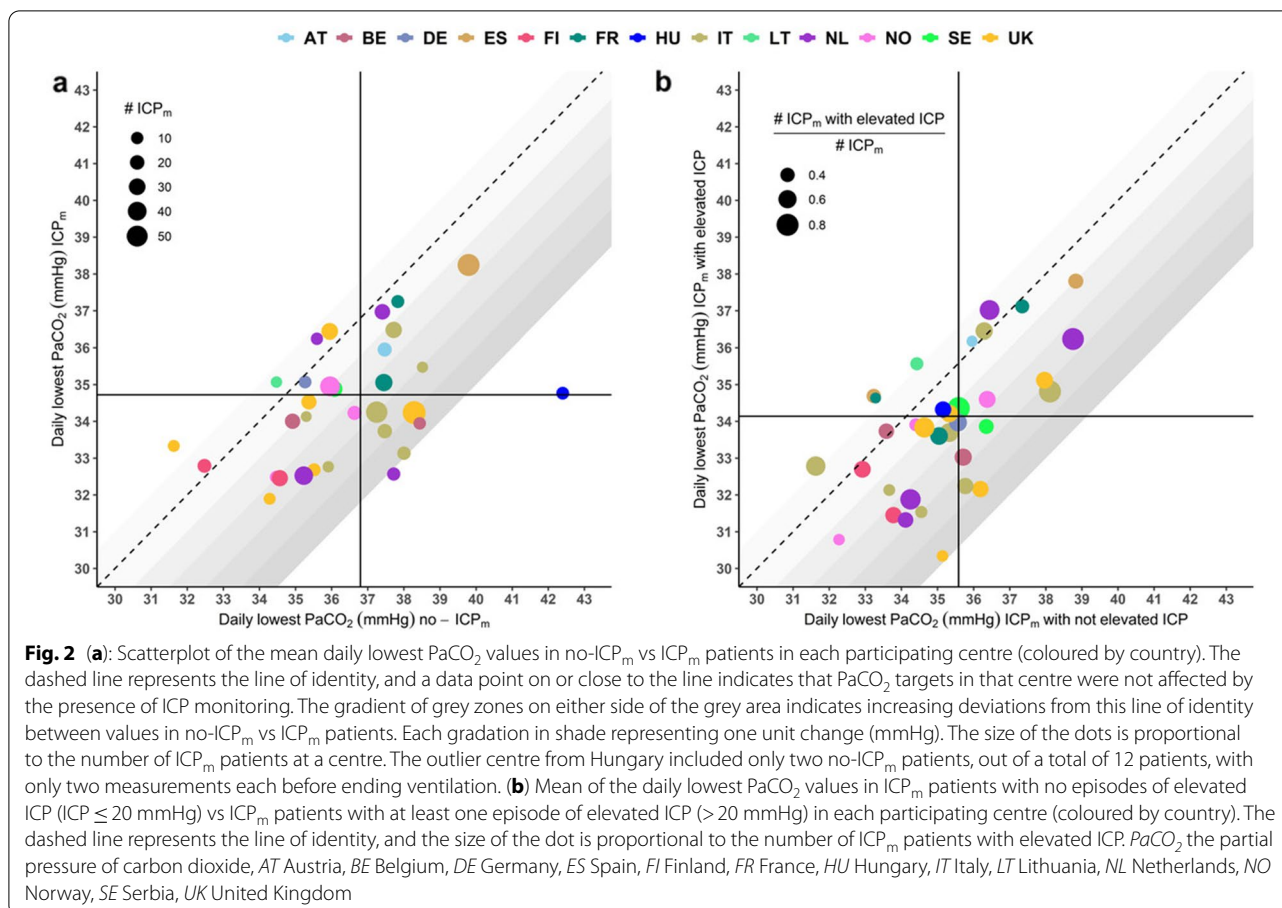 AT BE DE ES FI FR HU IT LT NL NO SE UK
a
# ICPm
10
20
30
40
50
43
42
41
40
39
38
37
36
35
34
33
32
31
30
Daily lowest PaCO2 (mmHg) ICPm
30 31 32 33 34 35 36 37 38 39 40 41 42 43
Daily lowest PaCO2 (mmHg) no – ICPm
b
# ICPm with elevated ICP
# ICPm
0.4
0.6
0.8
43
42
41
40
39
38
37
36
35
34
33
32
31
30
Daily lowest PaCO2 (mmHg) ICPm with elevated ICP
30 31 32 33 34 35 36 37 38 39 40 41 42 43
Daily lowest PaCO2 (mmHg) ICPm with not elevated ICP
Fig. 2 (a): Scatterplot of the mean daily lowest PaCO2 values in no-ICPm vs ICPm patients in each participating centre (coloured by country). The
dashed line represents the line of identity, and a data point on or close to the line indicates that PaCO2 targets in that centre were not affected by
the presence of ICP monitoring. The gradient of grey zones on either side of the grey area indicates increasing deviations from this line of identity
between values in no-ICPm vs ICPm patients. Each gradation in shade representing one unit change (mmHg). The size of the dots is proportional
to the number of ICPm patients at a centre. The outlier centre from Hungary included only two no-ICPm patients, out of a total of 12 patients, with
only two measurements each before ending ventilation. (b) Mean of the daily lowest PaCO2 values in ICPm patients with no episodes of elevated
ICP (ICP ≤ 20 mmHg) vs ICPm patients with at least one episode of elevated ICP (> 20 mmHg) in each participating centre (coloured by country). The
dashed line represents the line of identity, and the size of the dot is proportional to the number of ICPm patients with elevated ICP. PaCO2 the partial
pressure of carbon dioxide, AT Austria, BE Belgium, DE Germany, ES Spain, FI Finland, FR France, HU Hungary, IT Italy, LT Lithuania, NL Netherlands, NO
Norway, SE Serbia, UK United Kingdom